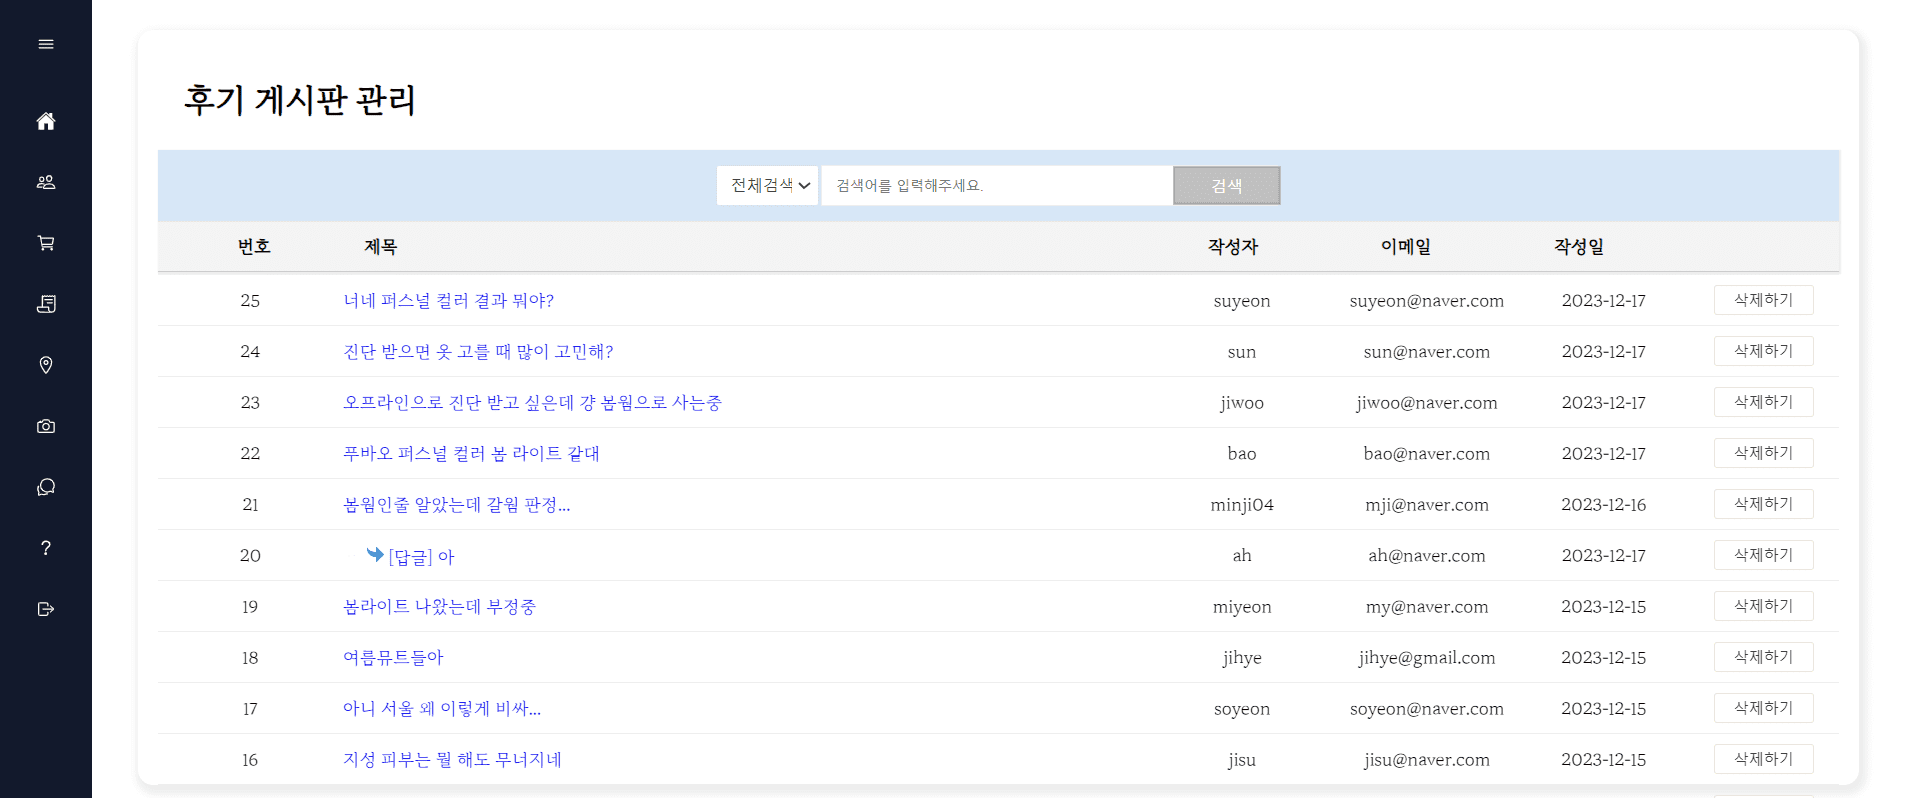 후기 게시판 관리
전체검색 검색어를 입력해주세요. 검색
번호 제목 작성자 이메일 작성일
25 너네 퍼스널 컬러 결과 뭐야? suyeon suyeon@naver.com 2023-12-17 삭제하기
24 진단 받으면 옷 고를 때 많이 고민해? sun sun@naver.com 2023-12-17 삭제하기
23 오프라인으로 진단 받고 싶은데 걍 봄웜으로 사는중 jiwoo jiwoo@naver.com 2023-12-17 삭제하기
22 푸바오 퍼스널 컬러 봄 라이트 같대 bao bao@naver.com 2023-12-17 삭제하기
21 봄웜인줄 알았는데 갈웜 판정... minji04 mji@naver.com 2023-12-16 삭제하기
20 [답글] 아 ah ah@naver.com 2023-12-17 삭제하기
19 봄라이트 나왔는데 부정중 miyeon my@naver.com 2023-12-15 삭제하기
18 여름뮤트들아 jihye jihye@gmail.com 2023-12-15 삭제하기
17 아니 서울 왜 이렇게 비싸... soyeon soyeon@naver.com 2023-12-15 삭제하기
16 지성 피부는 뭘 해도 무너지네 jisu jisu@naver.com 2023-12-15 삭제하기